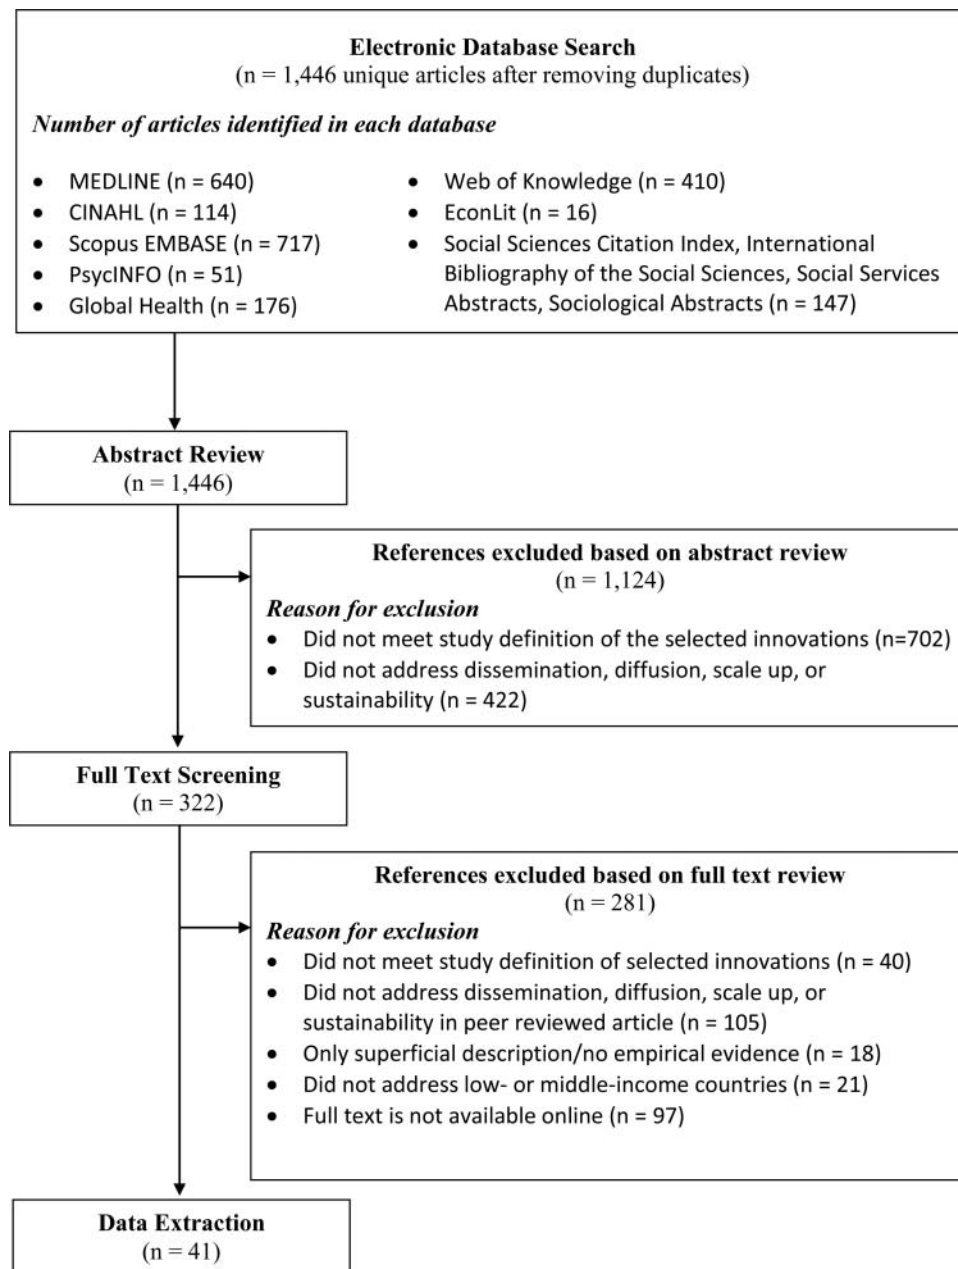 Electronic Database Search
(n = 1,446 unique articles after removing duplicates)
Number of articles identified in each database
• MEDLINE (n = 640)
• CINAHL (n = 114)
• Scopus EMBASE (n = 717)
• PsycINFO (n = 51)
• Global Health (n = 176)
• Web of Knowledge (n = 410)
• EconLit (n = 16)
• Social Sciences Citation Index, International
Bibliography of the Social Sciences, Social Services
Abstracts, Sociological Abstracts (n = 147)
Abstract Review
(n = 1,446)
References excluded based on abstract review
(n = 1,124)
Reason for exclusion
• Did not meet study definition of the selected innovations (n=702)
• Did not address dissemination, diffusion, scale up, or
sustainability (n = 422)
Full Text Screening
(n = 322)
References excluded based on full text review
(n = 281)
Reason for exclusion
• Did not meet study definition of selected innovations (n = 40)
• Did not address dissemination, diffusion, scale up, or
sustainability in peer reviewed article (n = 105)
• Only superficial description/no empirical evidence (n = 18)
• Did not address low- or middle-income countries (n = 21)
• Full text is not available online (n = 97)
Data Extraction
(n = 41)